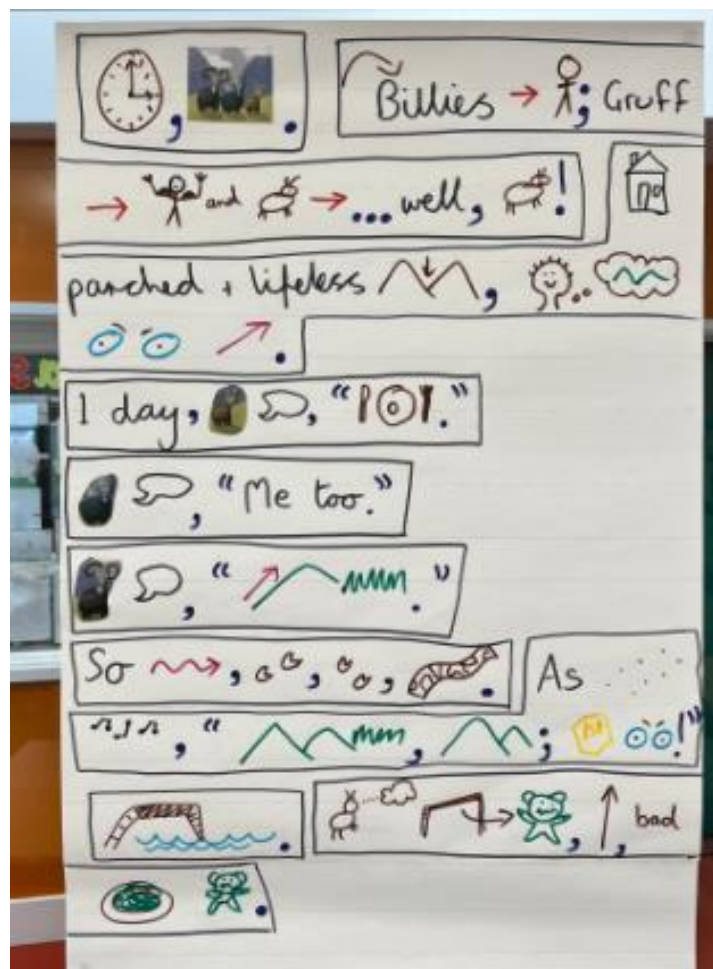 , .
Billies → ; Gruff
→ and → ... well, !
parched + lifeless ,
.
1 day, , " ."
, "Me too."
, " ."
So , , , .
As
, " , ; !"
.
, , bad
.